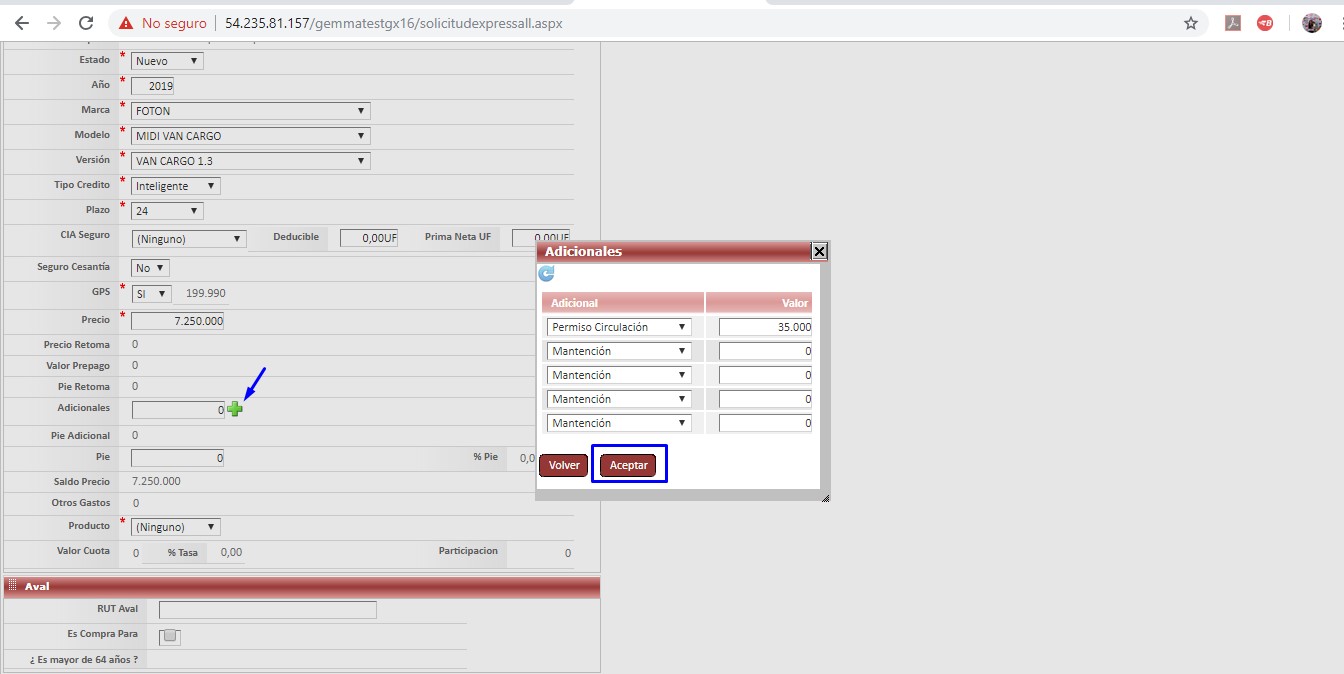 No seguro | 54.235.81.157/gemmatestgx16/solicitudexpressall.aspx
Estado * Nuevo
Año * 2019
Marca * FOTON
Modelo * MIDI VAN CARGO
Versión * VAN CARGO 1.3
Tipo Credito * Inteligente
Plazo * 24
CIA Seguro (Ninguno) Deducible 0,00UF Prima Neta UF 0,00UF
Seguro Cesantía No
GPS * SI 199.990
Precio * 7.250.000
Precio Retoma 0
Valor Prepago 0
Pie Retoma 0
Adicionales 0
Pie Adicional 0
Pie 0 % Pie 0,0
Saldo Precio 7.250.000
Otros Gastos 0
Producto * (Ninguno)
Valor Cuota 0 % Tasa 0,00 Participacion 0
Aval
RUT Aval
Es Compra Para
¿ Es mayor de 64 años ?
Adicionales
Adicional Valor
Permiso Circulación 35.000
Mantención 0
Mantención 0
Mantención 0
Mantención 0
Volver Aceptar